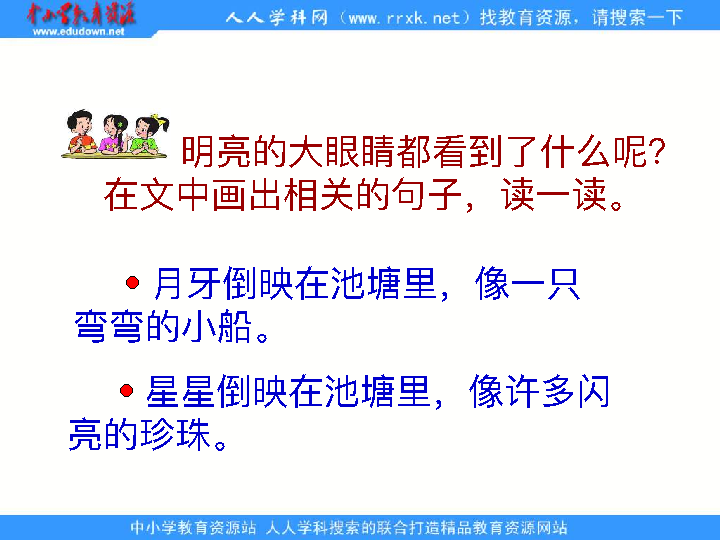 中小学教育资源
www.edudown.net
人人学科网（www.rrxk.net）找教育资源，请搜索一下
明亮的大眼睛都看到了什么呢?
在文中画出相关的句子，读一读。
月牙倒映在池塘里，像一只
弯弯的小船。
星星倒映在池塘里，像许多闪
亮的珍珠。
中小学教育资源站 人人学科搜索的联合打造精品教育资源网站